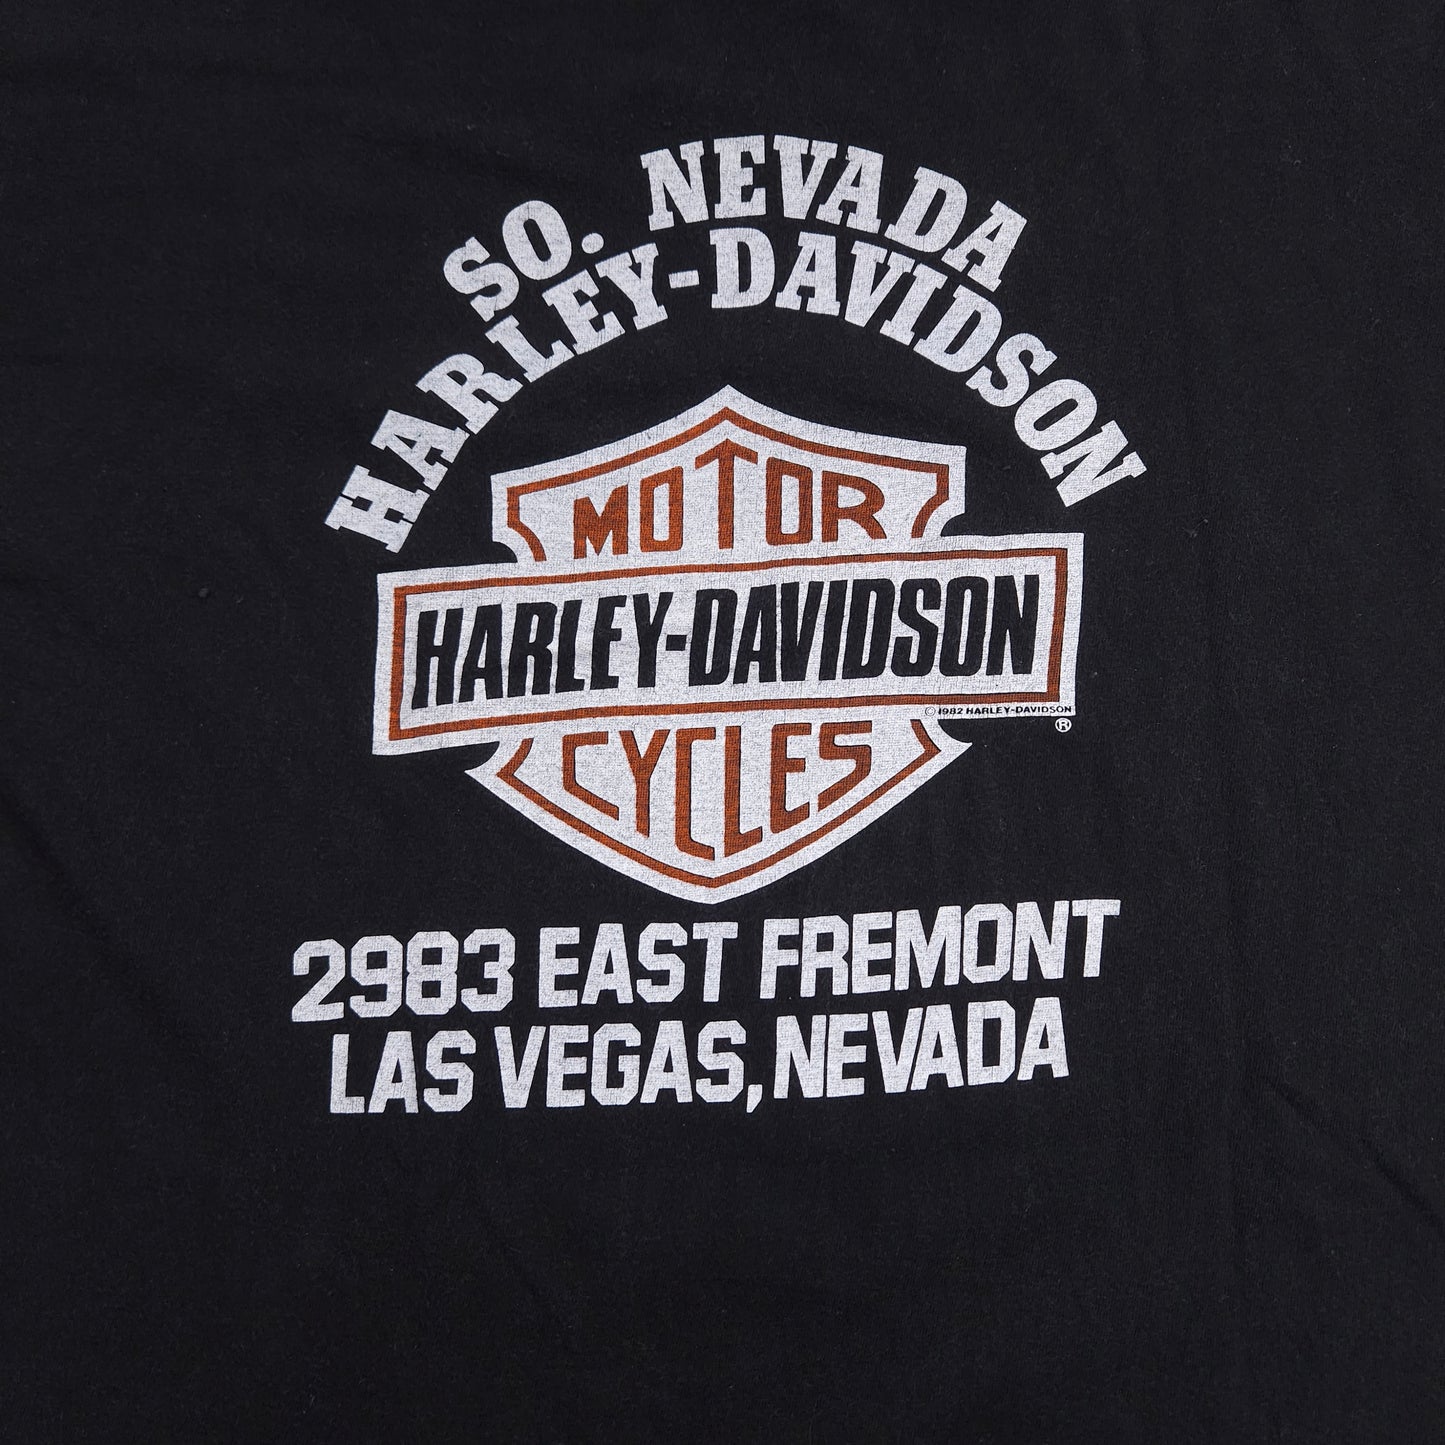 SO. NEVADA
HARLEY-DAVIDSON
MOTOR
HARLEY-DAVIDSON
© 1982 HARLEY-DAVIDSON
®
CYCLES
2983 EAST FREMONT
LAS VEGAS, NEVADA